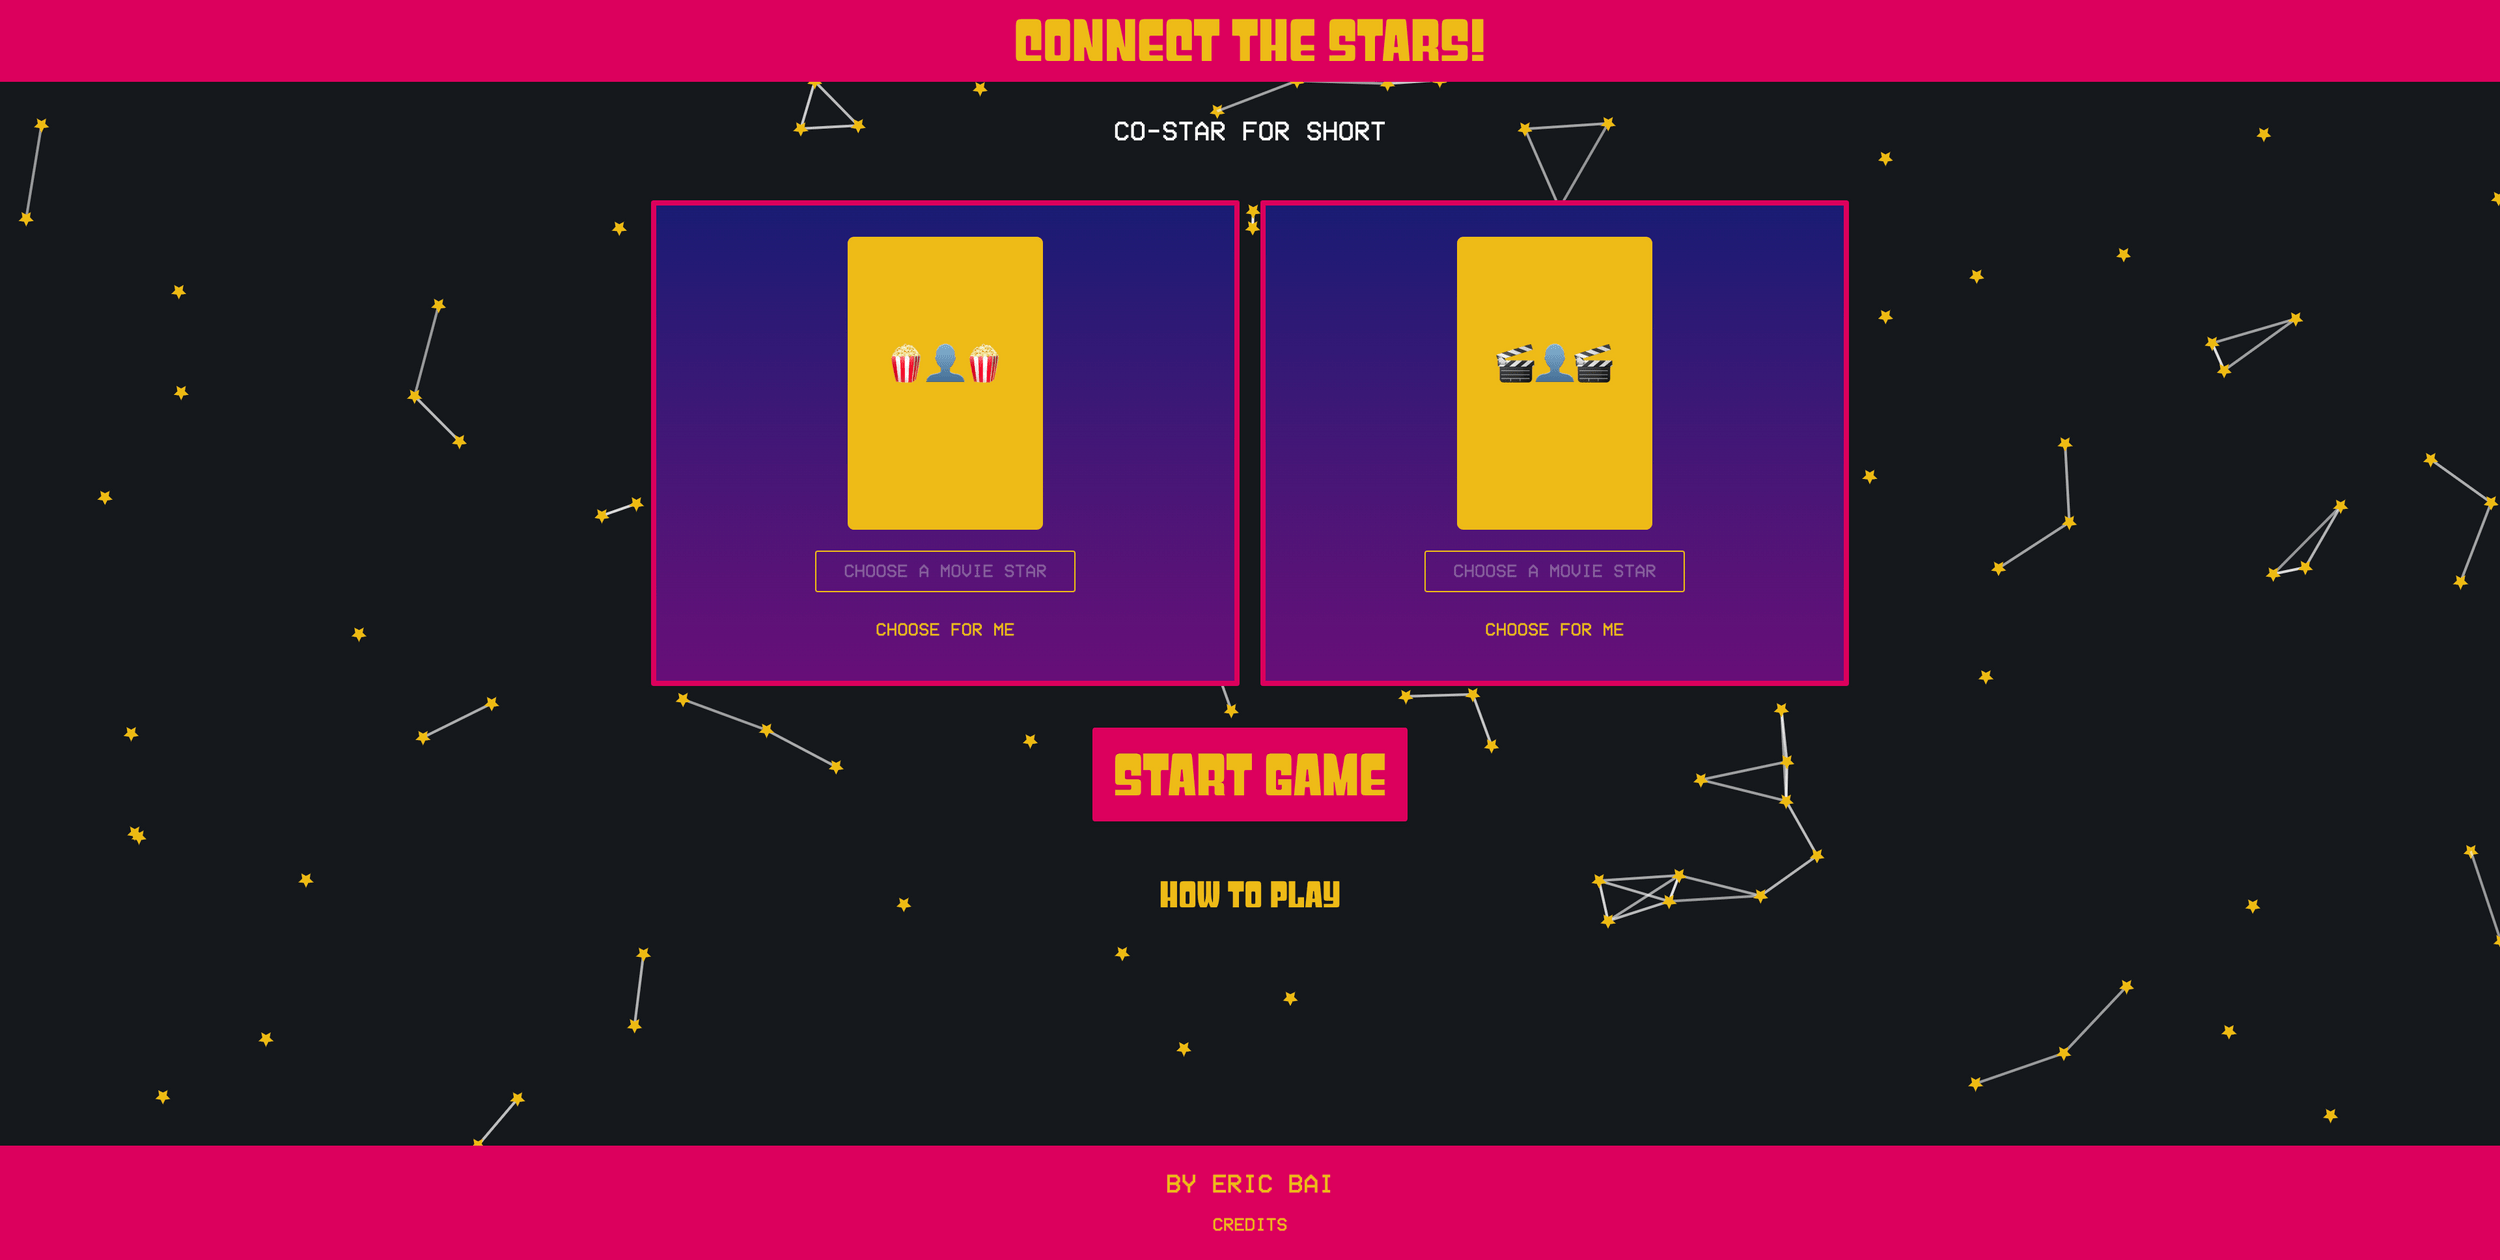 CONNECT THE STARS!
CO-STAR FOR SHORT
CHOOSE A MOVIE STAR
CHOOSE FOR ME
CHOOSE A MOVIE STAR
CHOOSE FOR ME
START GAME
HOW TO PLAY
BY ERIC BAI
CREDITS